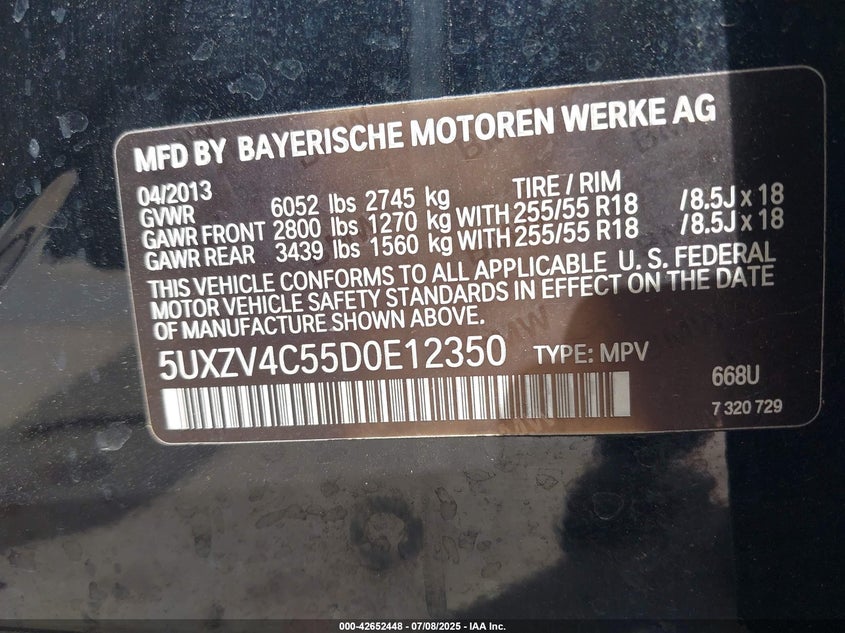 MFD BY BAYERISCHE MOTOREN WERKE AG
04/2013 TIRE / RIM
GVWR 6052 lbs 2745 kg
GAWR FRONT 2800 lbs 1270 kg WITH 255/55 R18 /8.5J x 18
GAWR REAR 3439 lbs 1560 kg WITH 255/55 R18 /8.5J x 18
THIS VEHICLE CONFORMS TO ALL APPLICABLE U. S. FEDERAL
MOTOR VEHICLE SAFETY STANDARDS IN EFFECT ON THE DATE
OF MANUFACTURE SHOWN ABOVE.
5UXZV4C55D0E12350 TYPE: MPV
668U
7 320 729
000-42652448 - 07/08/2025 - IAA Inc.